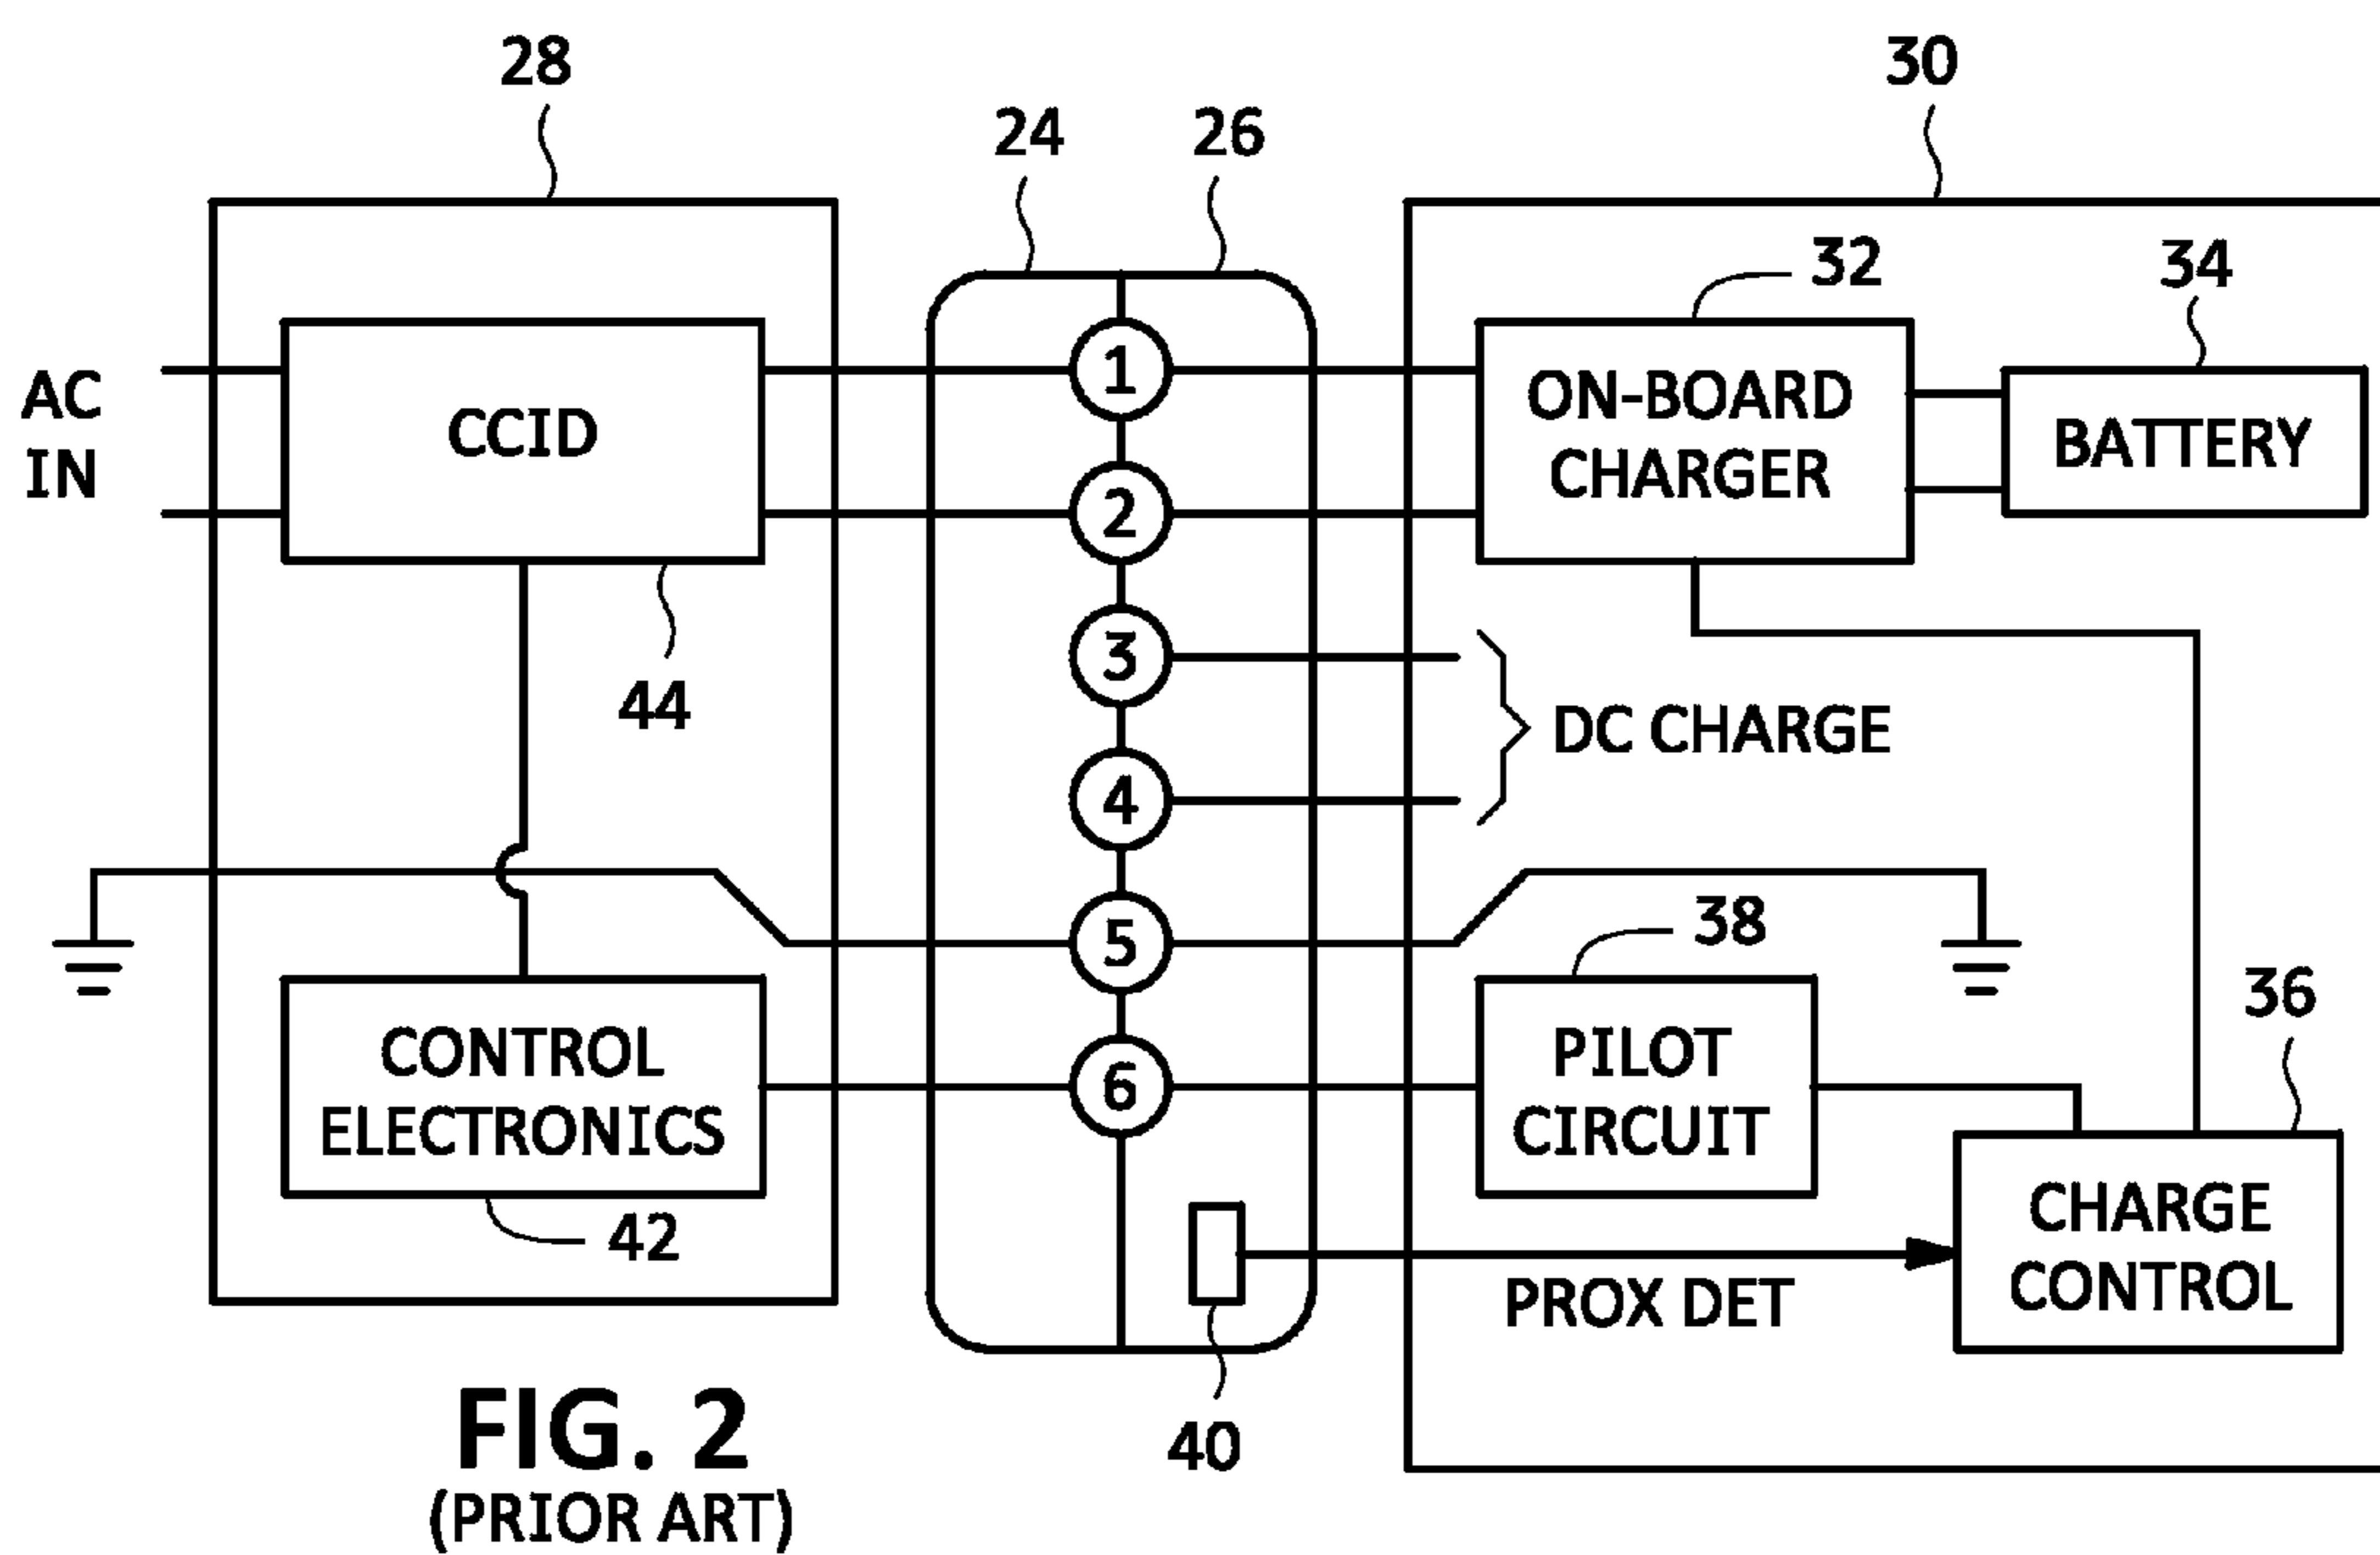 28
30
24
26
32
34
AC
IN
CCID
1
ON-BOARD
CHARGER
BATTERY
2
3
44
DC CHARGE
4
5
38
36
CONTROL
ELECTRONICS
6
PILOT
CIRCUIT
42
CHARGE
CONTROL
PROX DET
40
FIG. 2
(PRIOR ART)